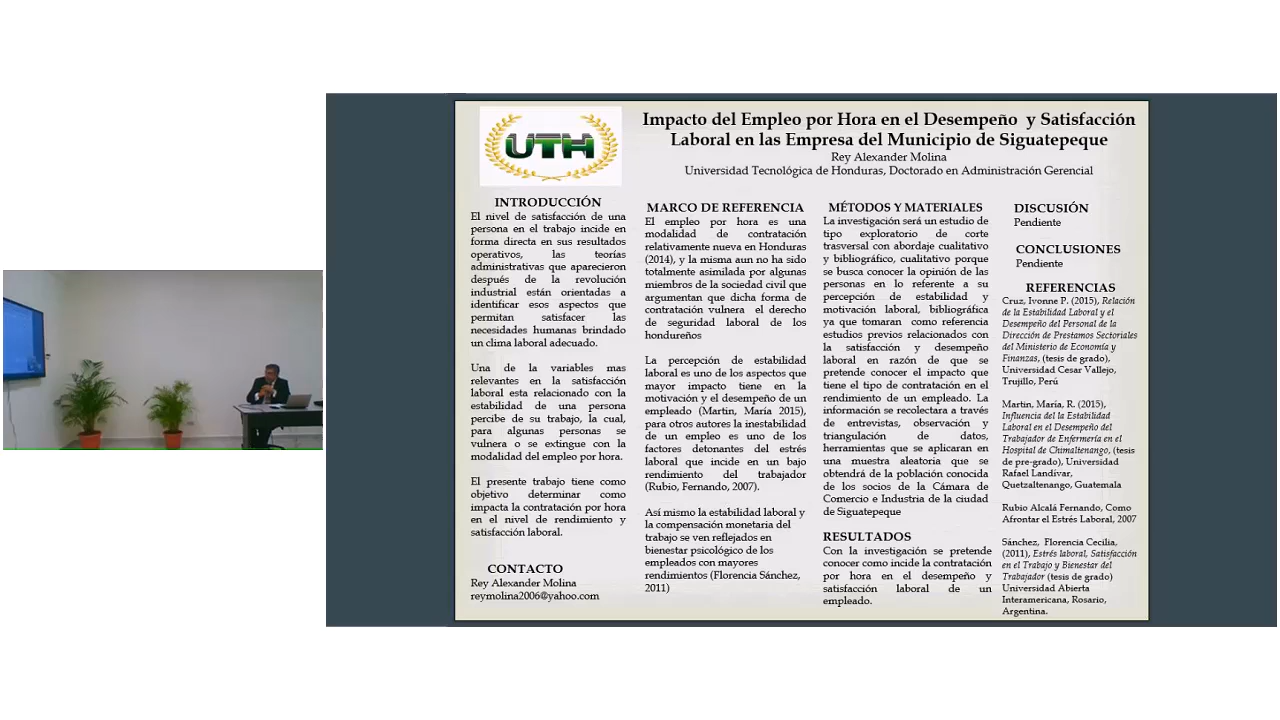 UTH
Impacto del Empleo por Hora en el Desempeño y Satisfacción
Laboral en las Empresa del Municipio de Siguatepeque
Rey Alexander Molina
Universidad Tecnológica de Honduras, Doctorado en Administración Gerencial
INTRODUCCIÓN
El nivel de satisfacción de una
persona en el trabajo incide en
forma directa en sus resultados
operativos, las teorías
administrativas que aparecieron
después de la revolución
industrial están orientadas a
identificar esos aspectos que
permitan satisfacer las
necesidades humanas brindado
un clima laboral adecuado.
Una de la variables mas
relevantes en la satisfacción
laboral esta relacionado con la
estabilidad de una persona
percibe de su trabajo, la cual,
para algunas personas se
vulnera o se extingue con la
modalidad del empleo por hora.
El presente trabajo tiene como
objetivo determinar como
impacta la contratación por hora
en el nivel de rendimiento y
satisfacción laboral.
CONTACTO
Rey Alexander Molina
reymolina2006@yahoo.com
MARCO DE REFERENCIA
El empleo por hora es una
modalidad de contratación
relativamente nueva en Honduras
(2014), y la misma aun no ha sido
totalmente asimilada por algunas
miembros de la sociedad civil que
argumentan que dicha forma de
contratación vulnera el derecho
de seguridad laboral de los
hondureños
La percepción de estabilidad
laboral es uno de los aspectos que
mayor impacto tiene en la
motivación y el desempeño de un
empleado (Martin, María 2015),
para otros autores la inestabilidad
de un empleo es uno de los
factores detonantes del estrés
laboral que incide en un bajo
rendimiento del trabajador
(Rubio, Fernando, 2007).
Así mismo la estabilidad laboral y
la compensación monetaria del
trabajo se ven reflejados en
bienestar psicológico de los
empleados con mayores
rendimientos (Florencia Sánchez,
2011)
MÉTODOS Y MATERIALES
La investigación será un estudio de
tipo exploratorio de corte
trasversal con abordaje cualitativo
y bibliográfico, cualitativo porque
se busca conocer la opinión de las
personas en lo referente a su
percepción de estabilidad y
motivación laboral, bibliográfica
ya que tomaran como referencia
estudios previos relacionados con
la satisfacción y desempeño
laboral en razón de que se
pretende conocer el impacto que
tiene el tipo de contratación en el
rendimiento de un empleado. La
información se recolectara a través
de entrevistas, observación y
triangulación de datos,
herramientas que se aplicaran en
una muestra aleatoria que se
obtendrá de la población conocida
de los socios de la Cámara de
Comercio e Industria de la ciudad
de Siguatepeque
RESULTADOS
Con la investigación se pretende
conocer como incide la contratación
por hora en el desempeño y
satisfacción laboral de un
empleado.
DISCUSIÓN
Pendiente
CONCLUSIONES
Pendiente
REFERENCIAS
Cruz, Ivonne P. (2015), Relación
de la Estabilidad Laboral y el
Desempeño del Personal de la
Dirección de Prestamos Sectoriales
del Ministerio de Economía y
Finanzas, (tesis de grado),
Universidad Cesar Vallejo,
Trujillo, Perú
Martin, María, R. (2015),
Influencia del la Estabilidad
Laboral en el Desempeño del
Trabajador de Enfermería en el
Hospital de Chimaltenango, (tesis
de pre-grado), Universidad
Rafael Landívar,
Quetzaltenango, Guatemala
Rubio Alcalá Fernando, Como
Afrontar el Estrés Laboral, 2007
Sánchez, Florencia Cecilia,
(2011), Estrés laboral, Satisfacción
en el Trabajo y Bienestar del
Trabajador (tesis de grado)
Universidad Abierta
Interamericana, Rosario,
Argentina.